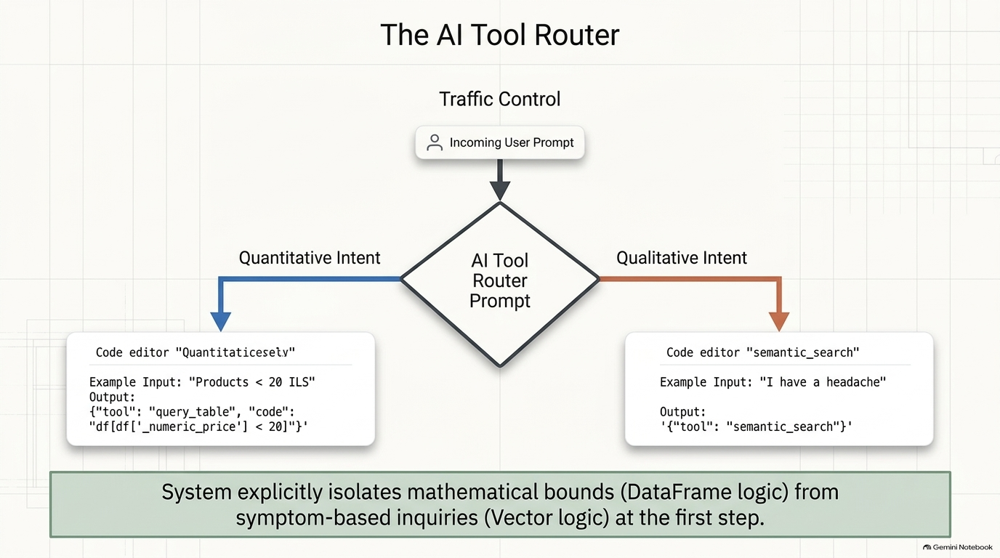 The AI Tool Router
Traffic Control
Incoming User Prompt
Quantitative Intent
Qualitative Intent
AI Tool
Router
Prompt
Code editor
Example Input: "Products < 20 ILS"
Output:
{"tool": "query_table", "code":
"df[df['_numeric_price'] < 20]"}'
Code editor "semantic_search"
Example Input: "I have a headache"
Output:
'{"tool": "semantic_search"}'
System explicitly isolates mathematical bounds (DataFrame logic) from
symptom-based inquiries (Vector logic) at the first step.
Gemini Notebook